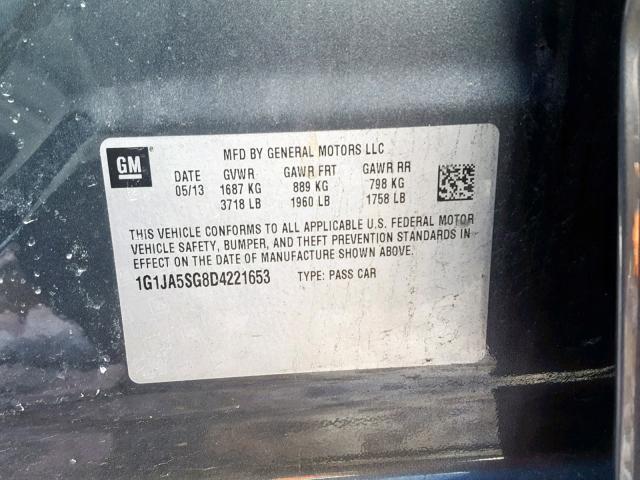 GM
MFD BY GENERAL MOTORS LLC
DATE GVWR GAWR FRT GAWR RR
05/13 1687 KG 889 KG 798 KG
3718 LB 1960 LB 1758 LB
THIS VEHICLE CONFORMS TO ALL APPLICABLE U.S. FEDERAL MOTOR
VEHICLE SAFETY, BUMPER, AND THEFT PREVENTION STANDARDS IN
EFFECT ON THE DATE OF MANUFACTURE SHOWN ABOVE.
1G1JA5SG8D4221653 TYPE: PASS CAR